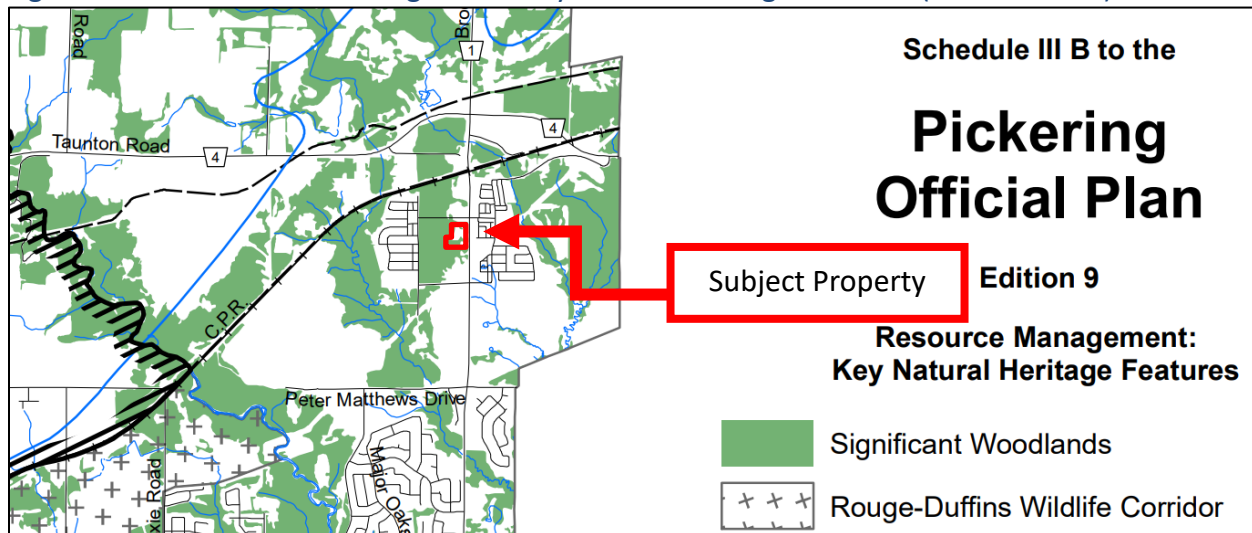 Road
Bro
1
Taunton Road
4
4
C.P.R.
Peter Matthews Drive
Major Oaks
xie Road
Schedule III B to the
Pickering
Official Plan
Subject Property
Edition 9
Resource Management:
Key Natural Heritage Features
Significant Woodlands
Rouge-Duffins Wildlife Corridor